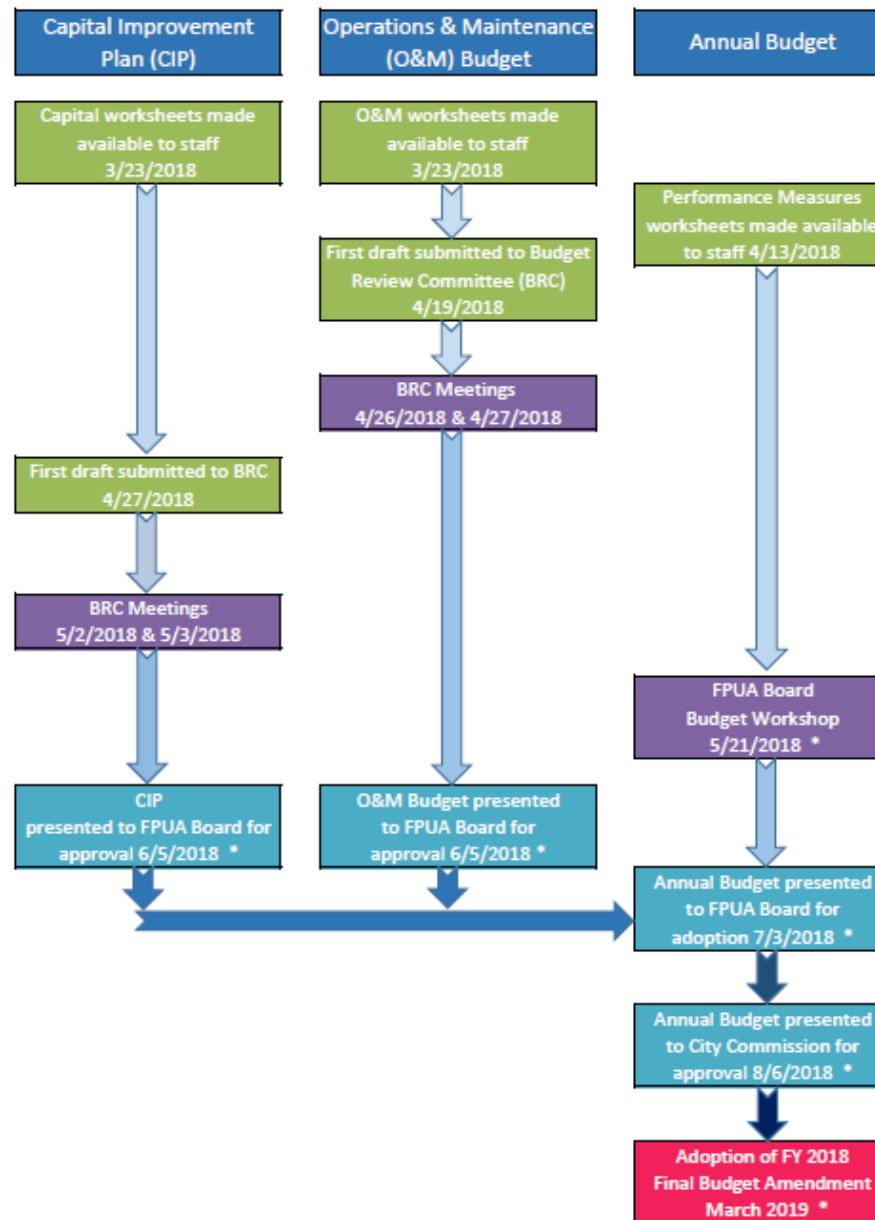 Capital Improvement
Plan (CIP)
Operations & Maintenance
(O&M) Budget
Annual Budget
Capital worksheets made
available to staff
3/23/2018
O&M worksheets made
available to staff
3/23/2018
Performance Measures
worksheets made available
to staff 4/13/2018
First draft submitted to Budget
Review Committee (BRC)
4/19/2018
BRC Meetings
4/26/2018 & 4/27/2018
First draft submitted to BRC
4/27/2018
BRC Meetings
5/2/2018 & 5/3/2018
FPUA Board
Budget Workshop
5/21/2018 *
CIP
presented to FPUA Board for
approval 6/5/2018 *
O&M Budget presented
to FPUA Board for
approval 6/5/2018 *
Annual Budget presented
to FPUA Board for
adoption 7/3/2018 *
Annual Budget presented
to City Commission for
approval 8/6/2018 *
Adoption of FY 2018
Final Budget Amendment
March 2019 *